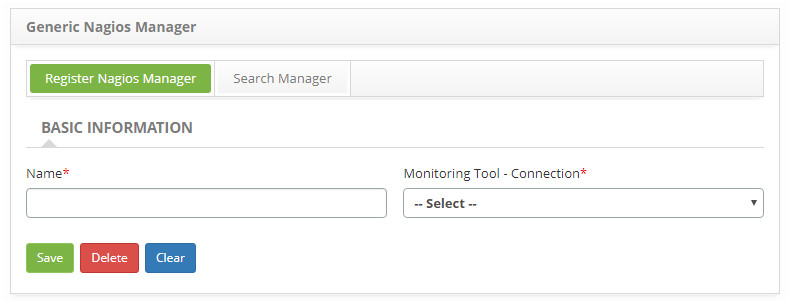 Generic Nagios Manager
Register Nagios Manager Search Manager
BASIC INFORMATION
Name* Monitoring Tool - Connection*
-- Select --
Save Delete Clear